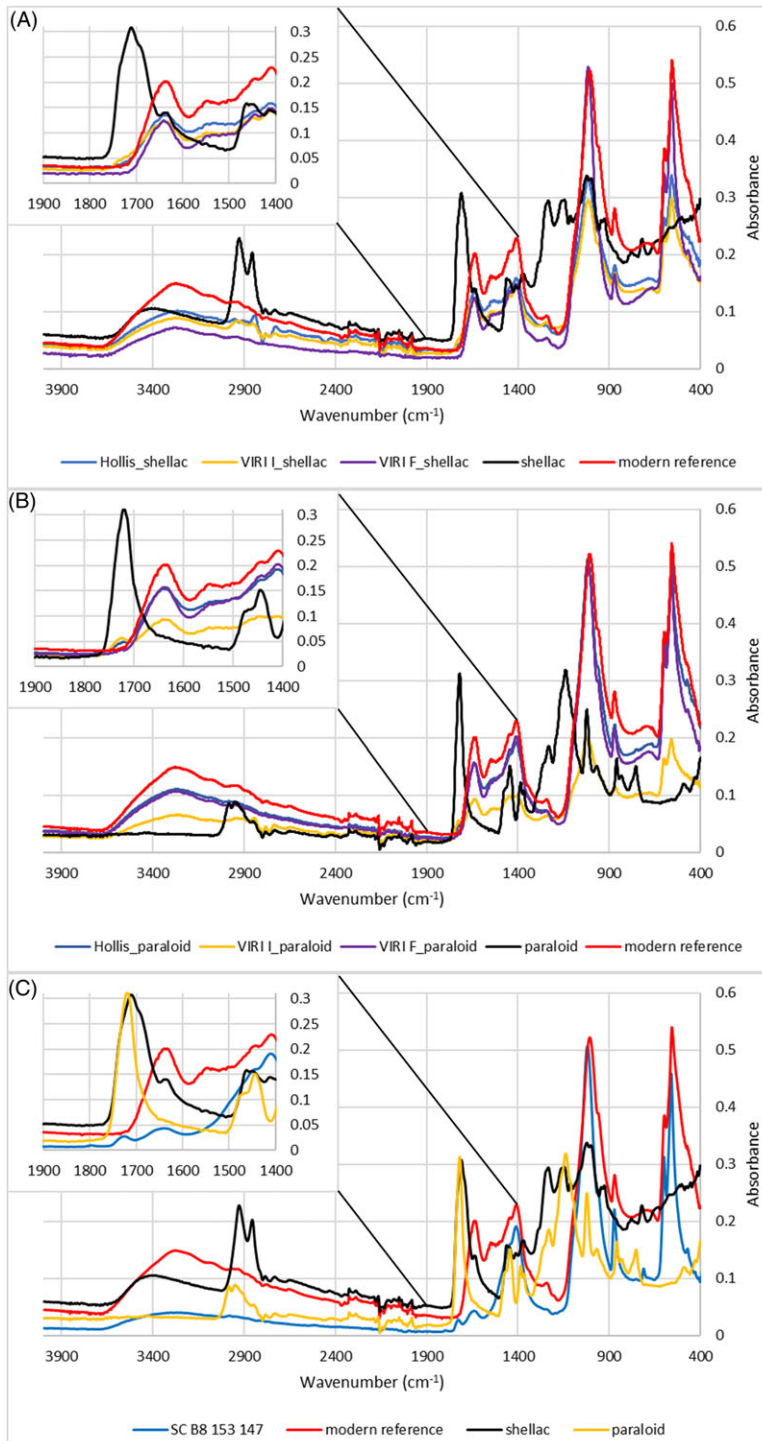 (A)
0.3
0.25
0.2
0.15
0.1
0.05
0
1900 1800 1700 1600 1500 1400
0.6
0.5
0.4
0.3
0.2
0.1
0
Absorbance
3900 3400 2900 2400 1900 1400 900 400
Wavenumber (cm-1)
Hollis_shellac VIRI I_shellac VIRI F_shellac shellac modern reference
(B)
0.3
0.25
0.2
0.15
0.1
0.05
0
1900 1800 1700 1600 1500 1400
0.6
0.5
0.4
0.3
0.2
0.1
0
Absorbance
3900 3400 2900 2400 1900 1400 900 400
Wavenumber (cm-1)
Hollis_paraloid VIRI I_paraloid VIRI F_paraloid paraloid modern reference
(C)
0.3
0.25
0.2
0.15
0.1
0.05
0
1900 1800 1700 1600 1500 1400
0.6
0.5
0.4
0.3
0.2
0.1
0
Absorbance
3900 3400 2900 2400 1900 1400 900 400
Wavenumber (cm-1)
SC B8 153 147 modern reference shellac paraloid